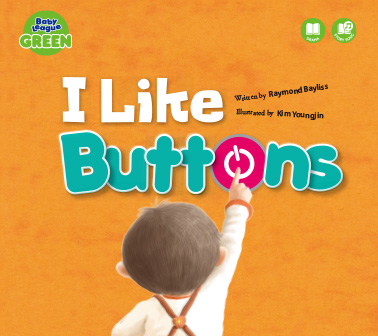 Baby
League
GREEN
I Like
Buttons
Written by Raymond Bayliss
Illustrated by Kim Youngjin